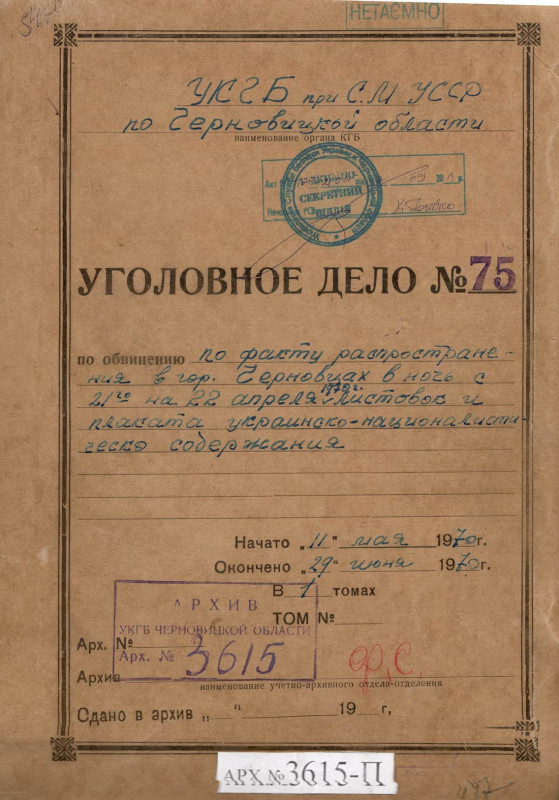 НЕТАЄМНО
УКГБ при С.М УССР
по Черновицкой области
наименование органа КГБ
СЕКРЕТНИЙ
УГОЛОВНОЕ ДЕЛО № 75
по обвинению по факту распростране-
ния в гор. Черновцах в ночь с
21го на 22 апреля 1970г. листовок и
плаката украинско-националисти-
ческо содержания
Начато „11" мая 1970г.
Окончено „29" июня 1970г.
В 1 томах
АРХИВ
ТОМ №
УКГБ ЧЕРНОВИЦКОЙ ОБЛАСТИ
Арх. №
Арх. № 3615
Архив Ф.С.
наименование учетно-архивного отдела-отделения
Сдано в архив „ " 19 г.
АРХ.№3615-П